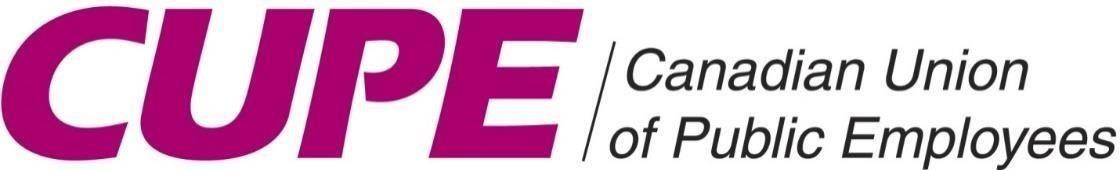 CUPE
Canadian Union
of Public Employees